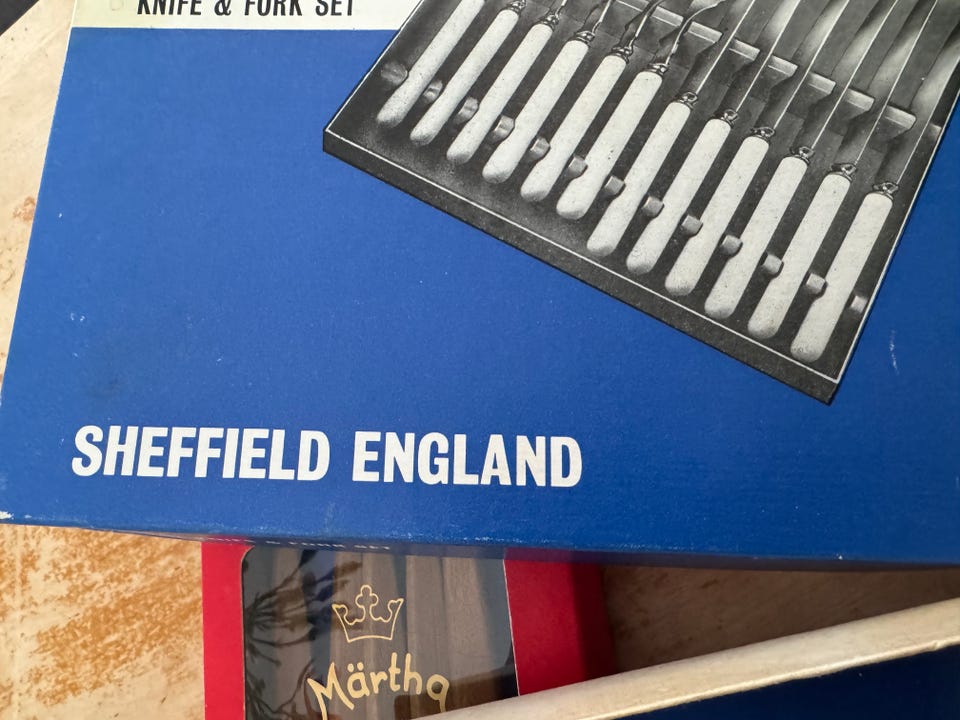 KNIFE & FORK SET
SHEFFIELD ENGLAND
Märtha